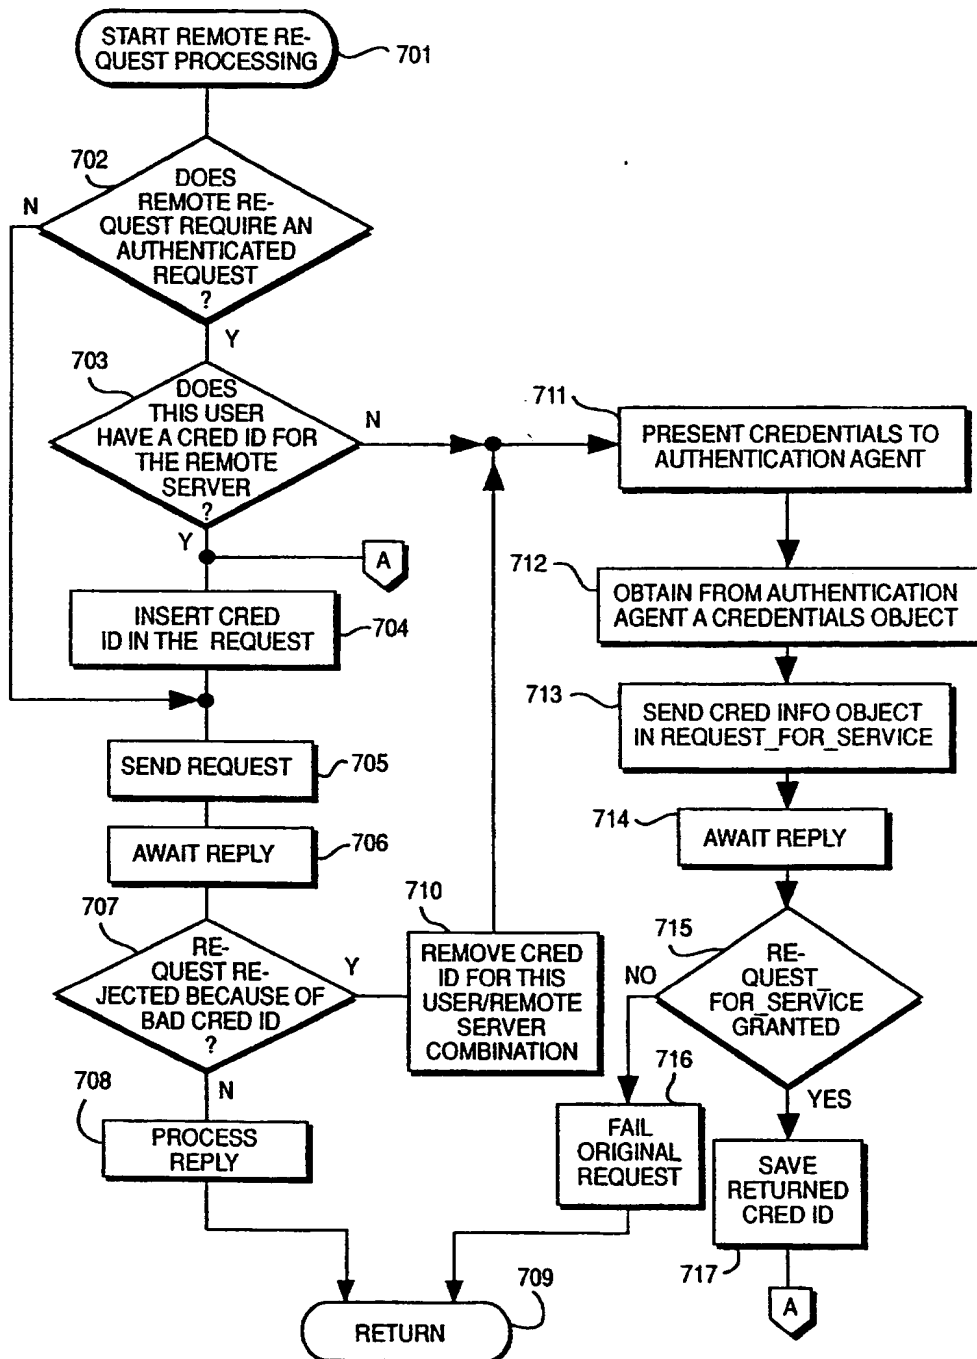 START REMOTE RE-
QUEST PROCESSING
701
702
DOES
REMOTE RE-
QUEST REQUIRE AN
AUTHENTICATED
REQUEST
?
N
Y
703
DOES
THIS USER
HAVE A CRED ID FOR
THE REMOTE
SERVER
?
N
Y
A
INSERT CRED
ID IN THE REQUEST
704
SEND REQUEST
705
AWAIT REPLY
706
707
RE-
QUEST RE-
JECTED BECAUSE OF
BAD CRED ID
?
Y
N
708
PROCESS
REPLY
710
REMOVE CRED
ID FOR THIS
USER/REMOTE
SERVER
COMBINATION
711
PRESENT CREDENTIALS TO
AUTHENTICATION AGENT
712
OBTAIN FROM AUTHENTICATION
AGENT A CREDENTIALS OBJECT
713
SEND CRED INFO OBJECT
IN REQUEST_FOR_SERVICE
714
AWAIT REPLY
715
RE-
QUEST_
FOR_SERVICE
GRANTED
NO
YES
716
FAIL
ORIGINAL
REQUEST
SAVE
RETURNED
CRED ID
717
A
709
RETURN